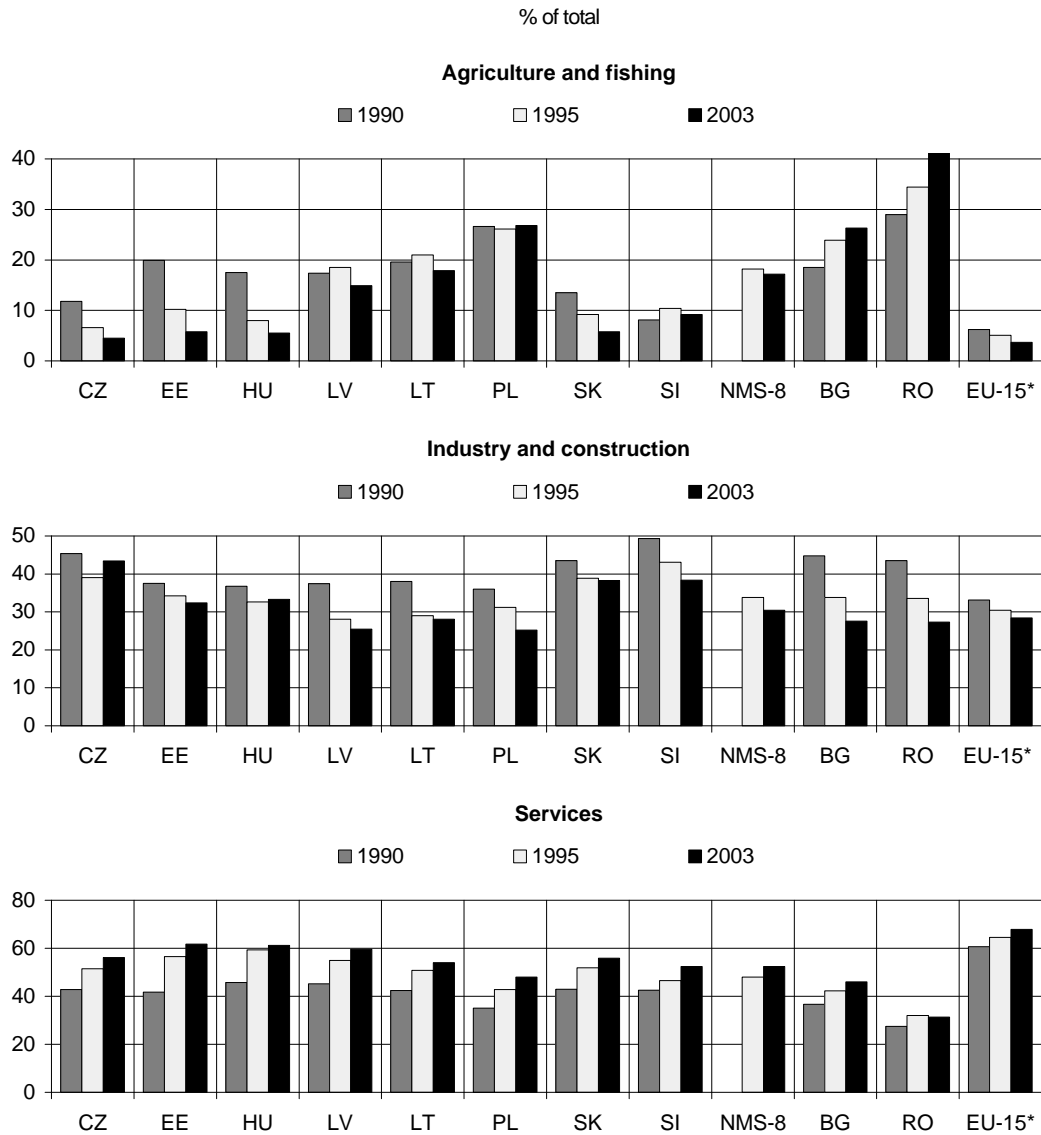 % of total
Agriculture and fishing
1990 1995 2003
40
30
20
10
0
CZ EE HU LV LT PL SK SI NMS-8 BG RO EU-15*
Industry and construction
1990 1995 2003
50
40
30
20
10
0
CZ EE HU LV LT PL SK SI NMS-8 BG RO EU-15*
Services
1990 1995 2003
80
60
40
20
0
CZ EE HU LV LT PL SK SI NMS-8 BG RO EU-15*